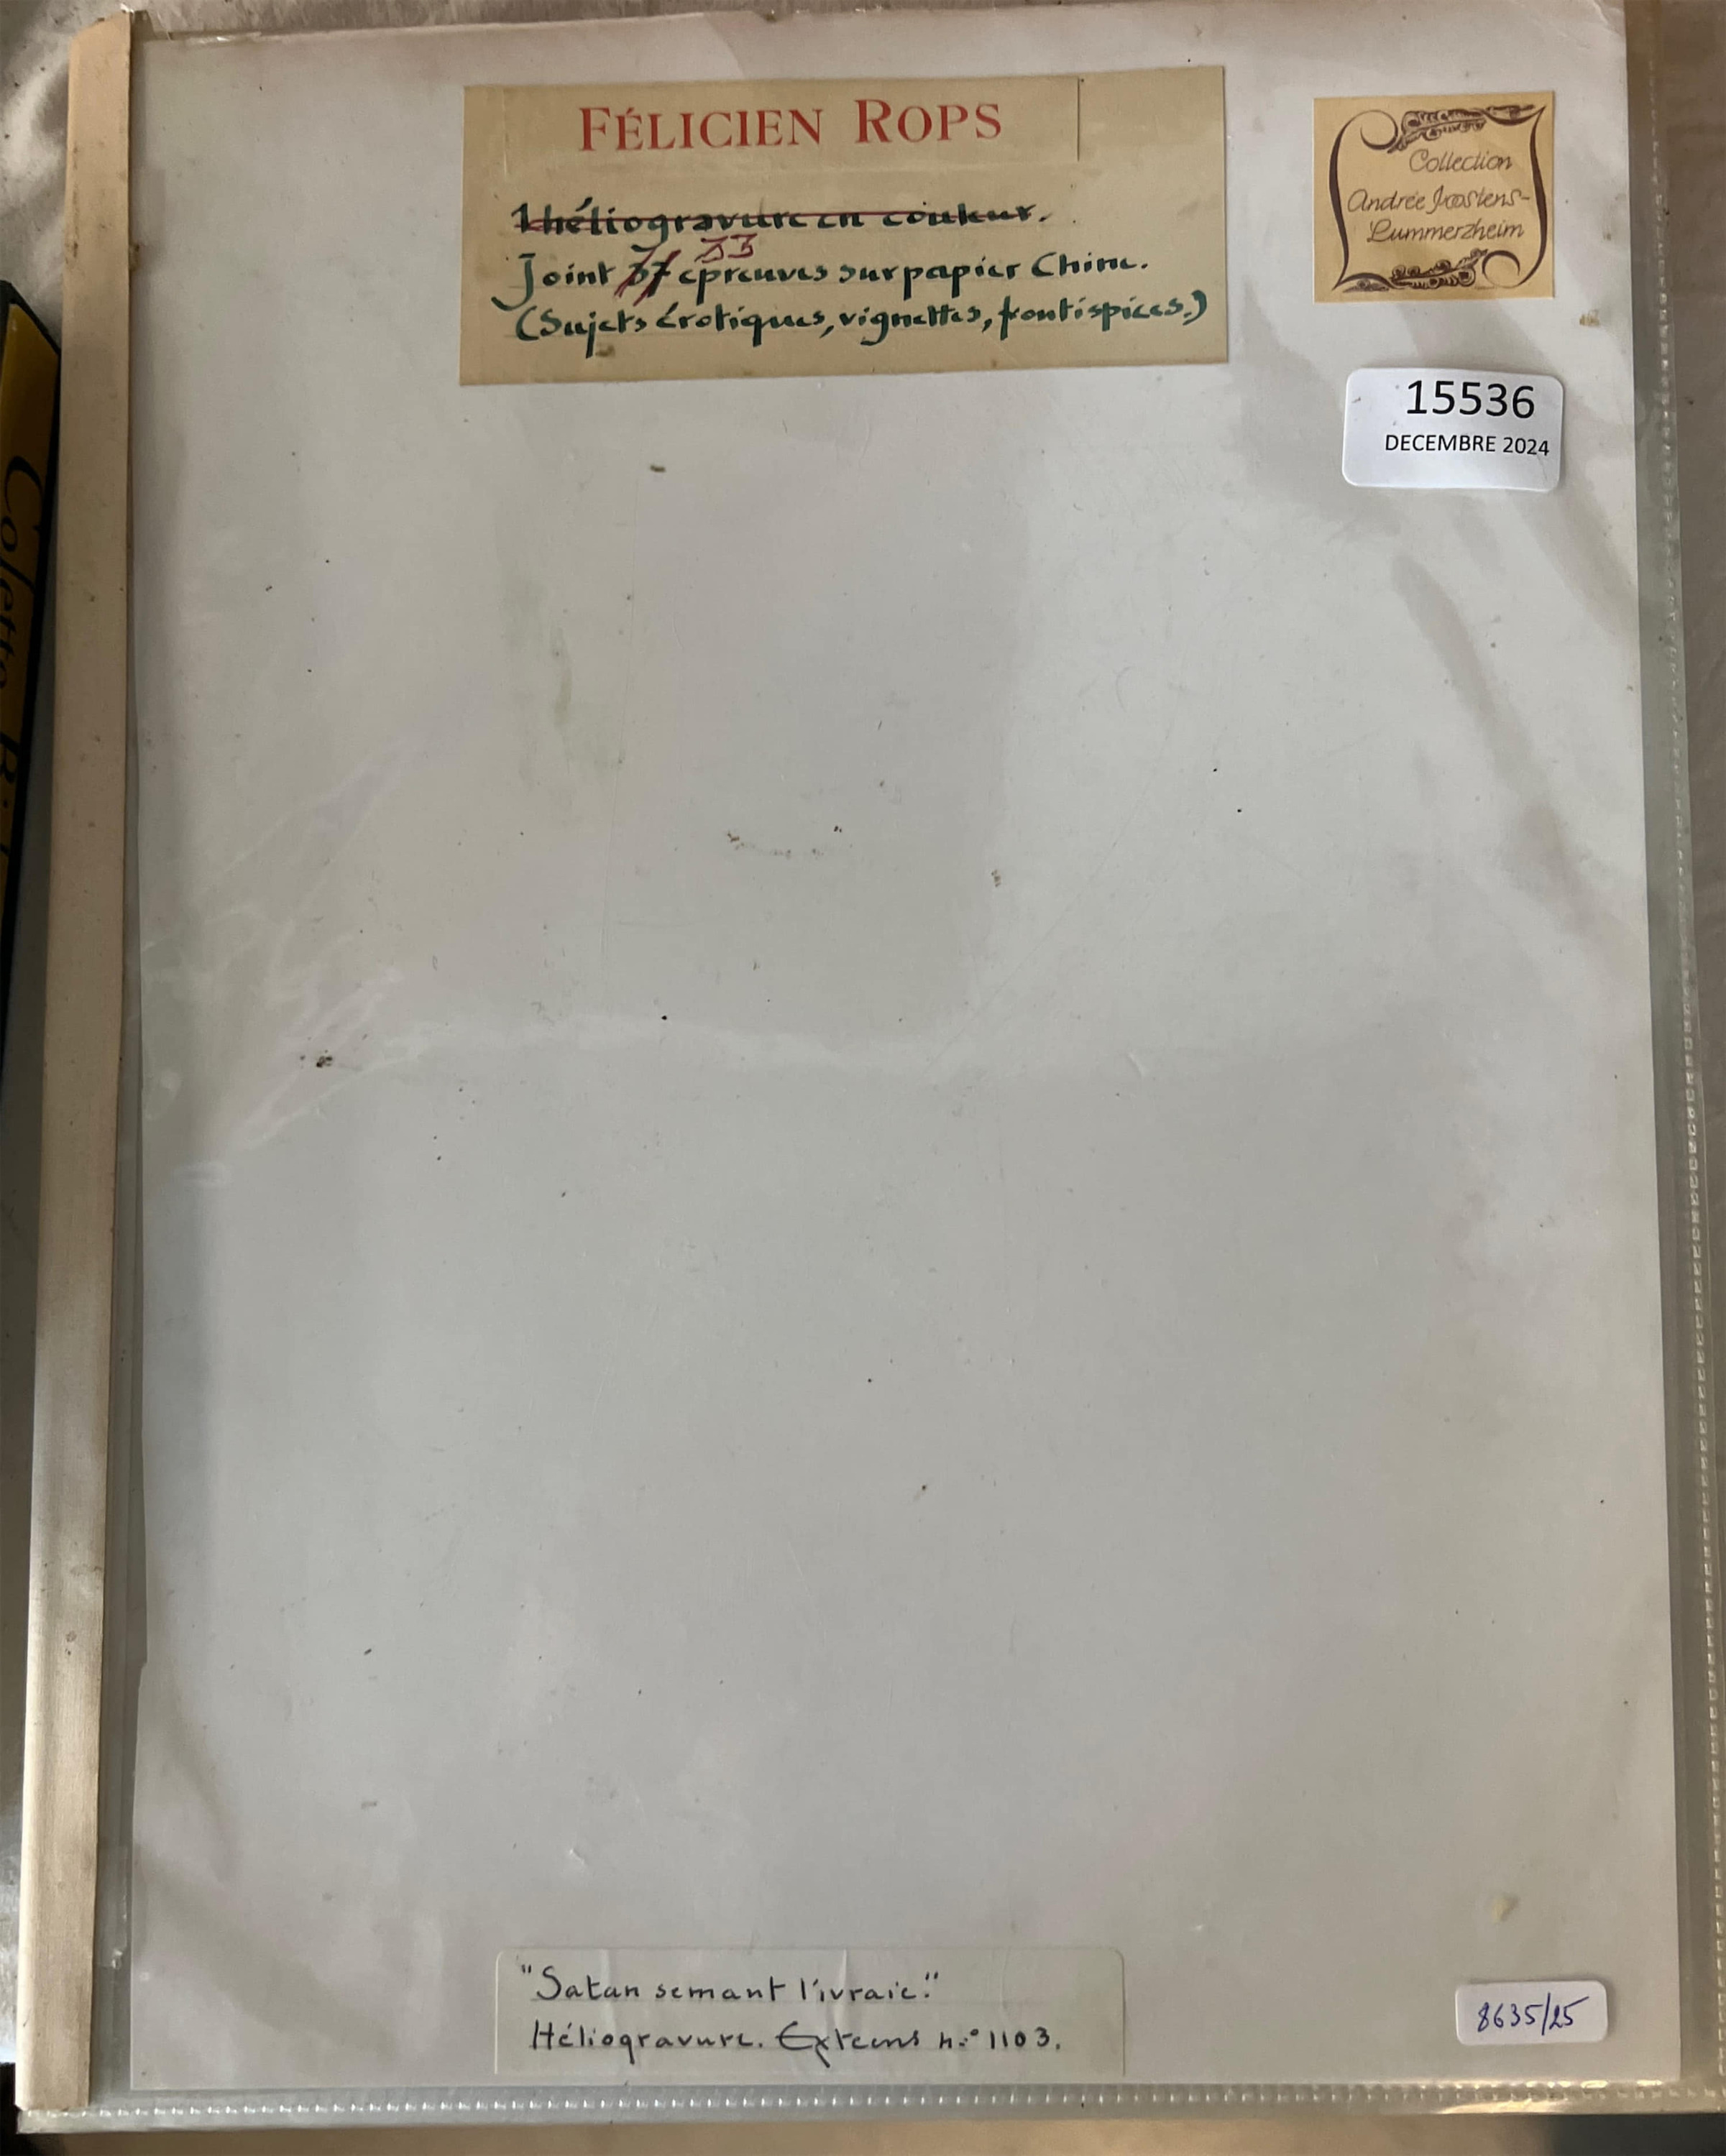 FÉLICIEN ROPS
1 héliogravure en couleur.
33
Joint 37 épreuves sur papier Chine.
(Sujets érotiques, vignettes, frontispices.)
Collection
Andrée Joostens-
Lummerzheim
15536
DECEMBRE 2024
Colette
"Satan semant l'ivraie."
Héliogravure. Exteens n.° 1103.
8635/25